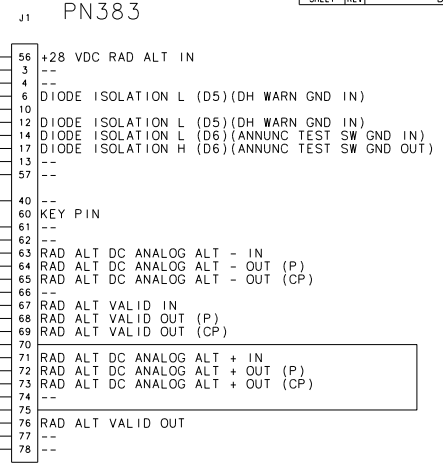 SHEET REV
J1 PN383
56 +28 VDC RAD ALT IN
3 --
4 --
6 DIODE ISOLATION L (D5)(DH WARN GND IN)
10
12 DIODE ISOLATION L (D5)(DH WARN GND IN)
14 DIODE ISOLATION L (D6)(ANNUNC TEST SW GND IN)
17 DIODE ISOLATION H (D6)(ANNUNC TEST SW GND OUT)
13 --
57 --
40 --
60 KEY PIN
61 --
62 --
63 RAD ALT DC ANALOG ALT - IN
64 RAD ALT DC ANALOG ALT - OUT (P)
65 RAD ALT DC ANALOG ALT - OUT (CP)
66 --
67 RAD ALT VALID IN
68 RAD ALT VALID OUT (P)
69 RAD ALT VALID OUT (CP)
70
71 RAD ALT DC ANALOG ALT + IN
72 RAD ALT DC ANALOG ALT + OUT (P)
73 RAD ALT DC ANALOG ALT + OUT (CP)
74 --
75
76 RAD ALT VALID OUT
77 --
78 --